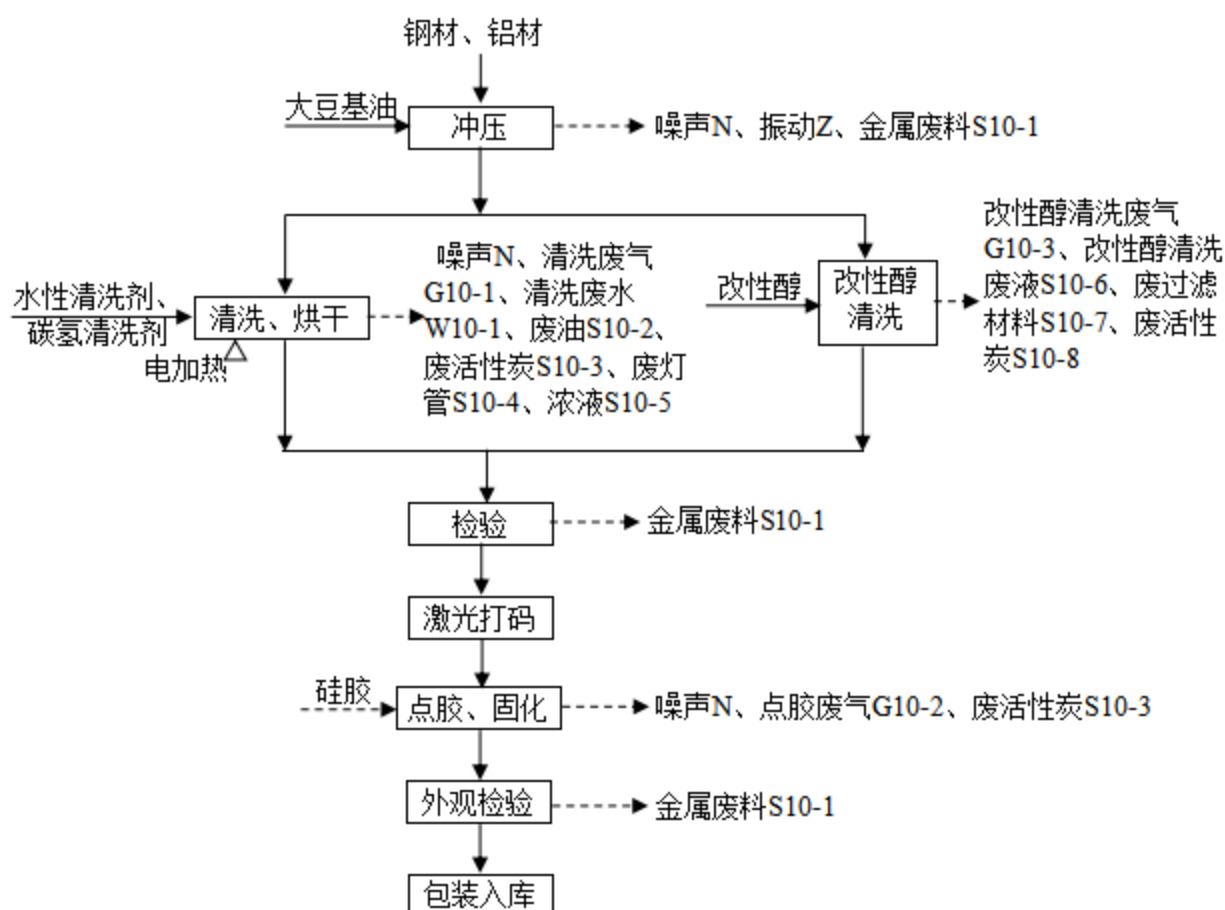 钢材、铝材
大豆基油
冲压
噪声N、振动Z、金属废料S10-1
水性清洗剂、
碳氢清洗剂
电加热
清洗、烘干
噪声N、清洗废气
G10-1、清洗废水
W10-1、废油S10-2、
废活性炭S10-3、废灯
管S10-4、浓液S10-5
改性醇
改性醇
清洗
改性醇清洗废气
G10-3、改性醇清洗
废液S10-6、废过滤
材料S10-7、废活性
炭S10-8
检验
金属废料S10-1
激光打码
硅胶
点胶、固化
噪声N、点胶废气G10-2、废活性炭S10-3
外观检验
金属废料S10-1
包装入库